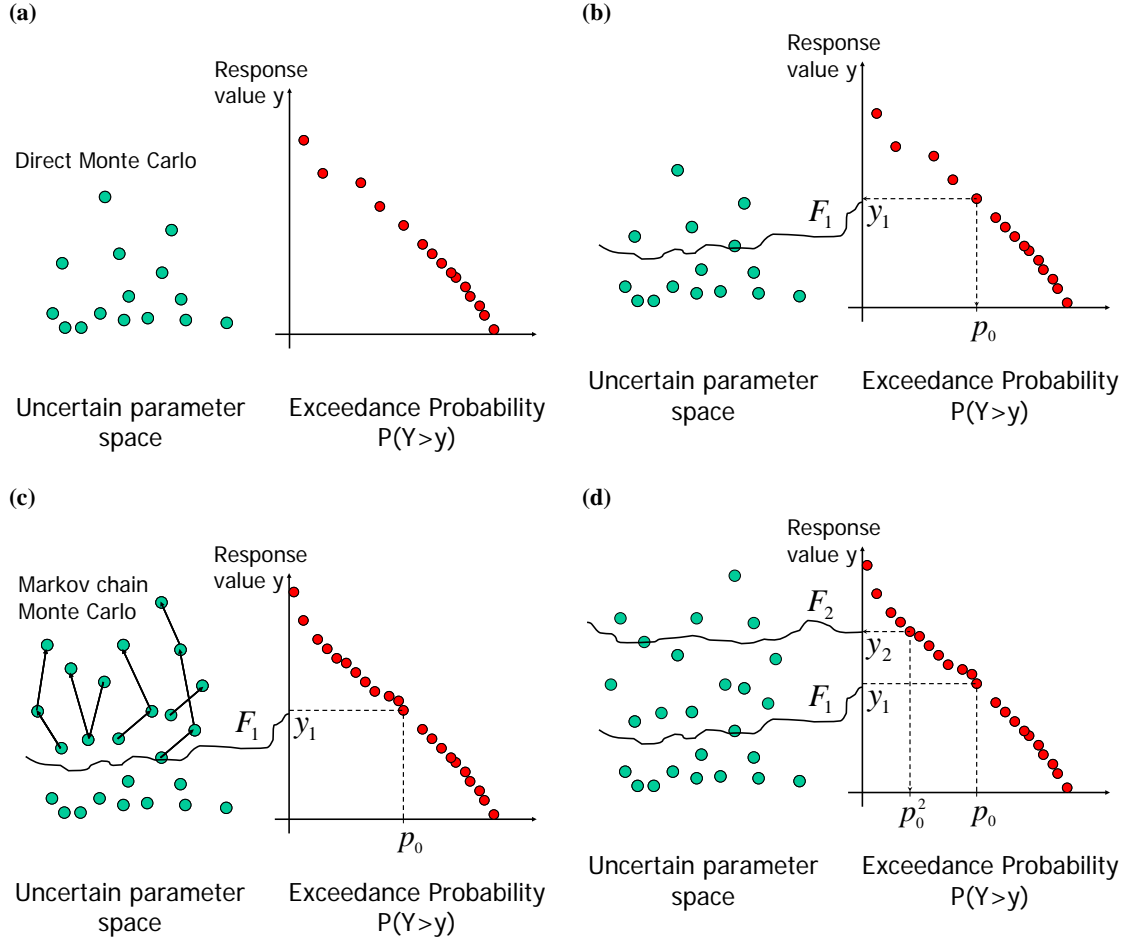 (a)
Response
value y
Direct Monte Carlo
Uncertain parameter
space
Exceedance Probability
P(Y>y)
(b)
Response
value y
F₁
y₁
p₀
Uncertain parameter
space
Exceedance Probability
P(Y>y)
(c)
Response
value y
Markov chain
Monte Carlo
F₁
y₁
p₀
Uncertain parameter
space
Exceedance Probability
P(Y>y)
(d)
Response
value y
F₂
y₂
F₁
y₁
p₀²
p₀
Uncertain parameter
space
Exceedance Probability
P(Y>y)